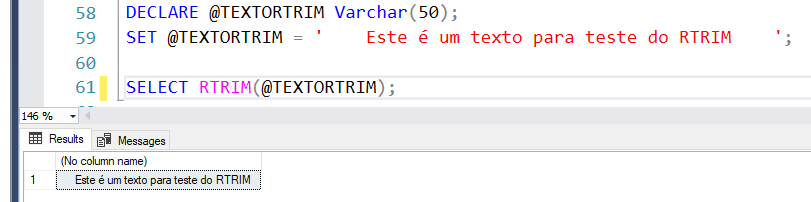 58 DECLARE @TEXTORTRIM Varchar(50);
59 SET @TEXTORTRIM = '    Este é um texto para teste do RTRIM    ';
60
61 SELECT RTRIM(@TEXTORTRIM);
146 %
Results Messages
(No column name)
1     Este é um texto para teste do RTRIM